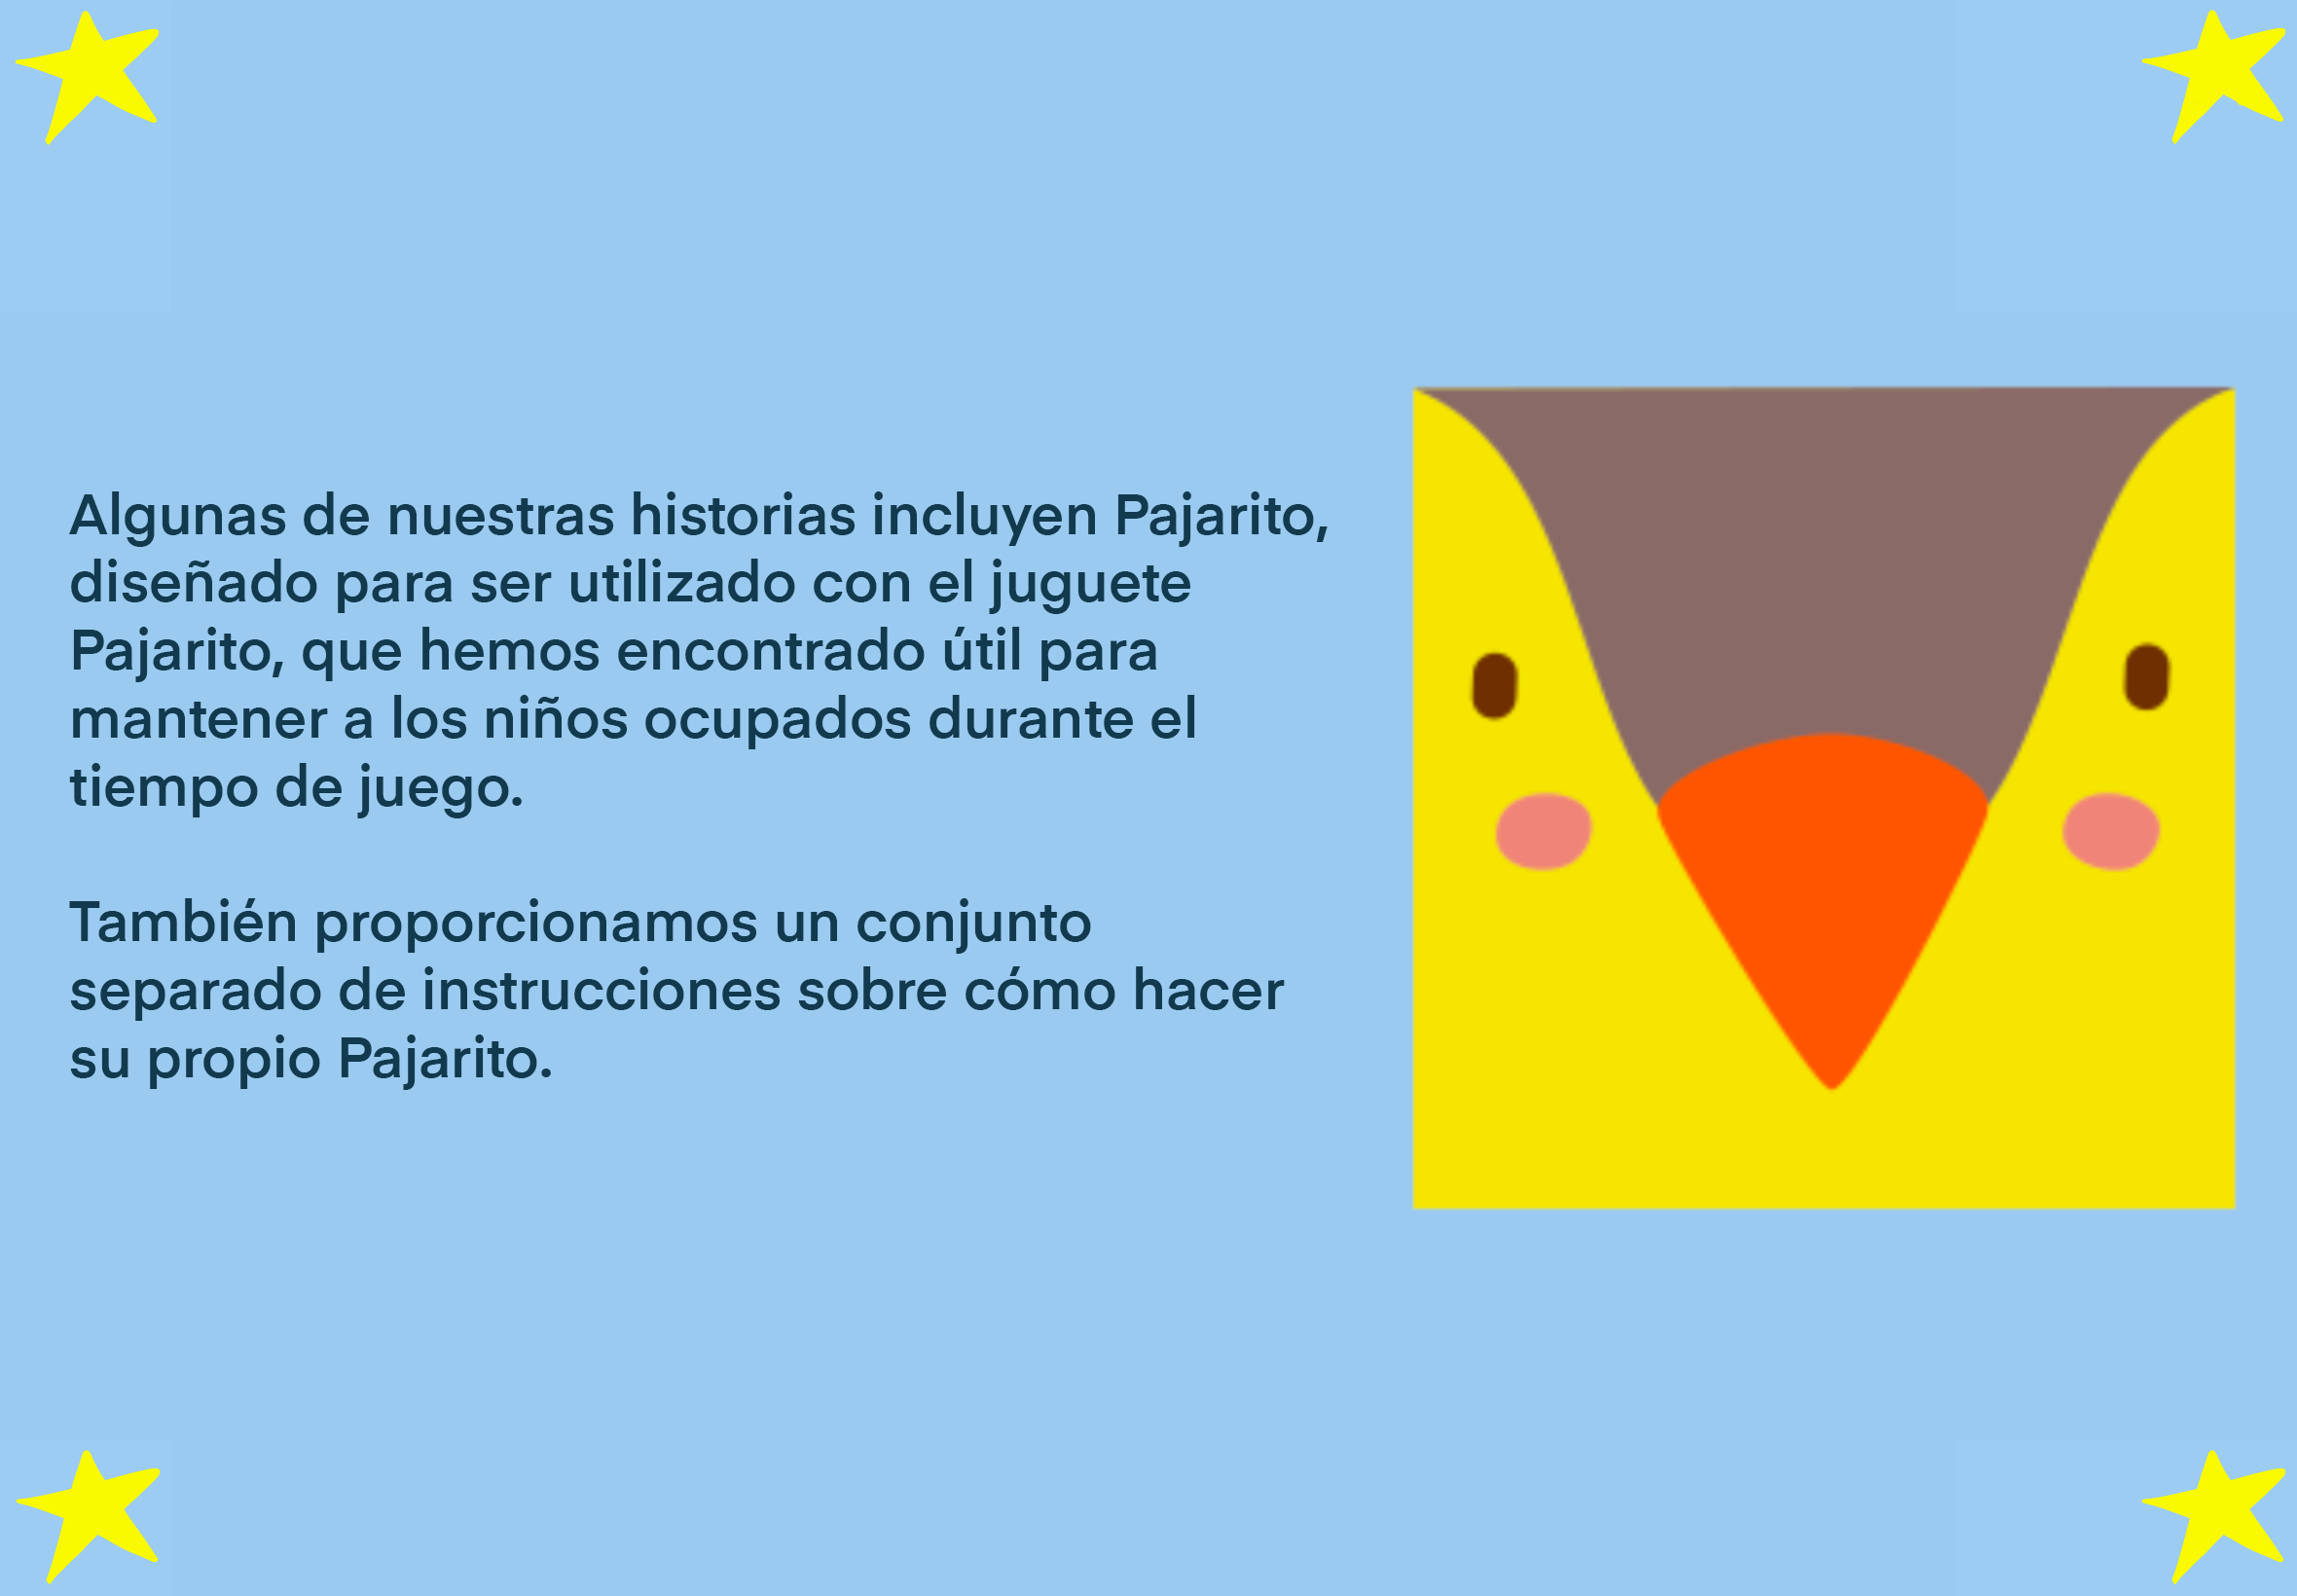 Algunas de nuestras historias incluyen Pajarito,
diseñado para ser utilizado con el juguete
Pajarito, que hemos encontrado útil para
mantener a los niños ocupados durante el
tiempo de juego.
También proporcionamos un conjunto
separado de instrucciones sobre cómo hacer
su propio Pajarito.